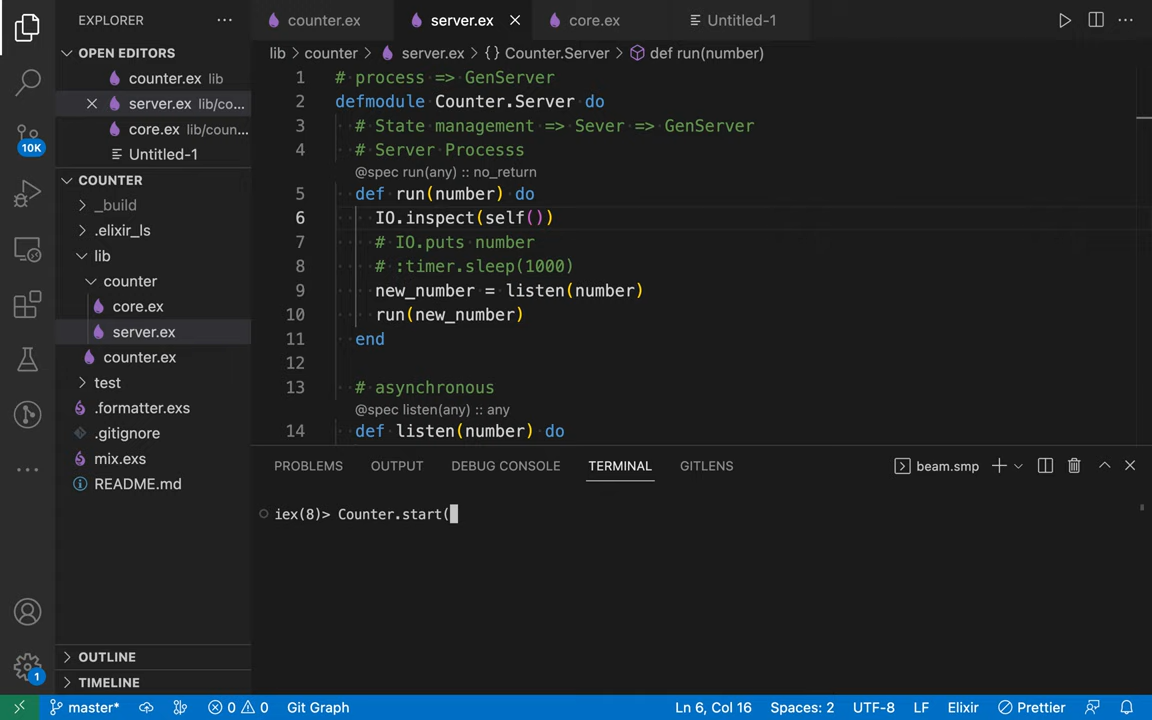 EXPLORER
counter.ex
server.ex
core.ex
Untitled-1
OPEN EDITORS
counter.ex lib
server.ex lib/co...
core.ex lib/coun...
Untitled-1
10K
COUNTER
_build
.elixir_ls
lib
counter
core.ex
server.ex
counter.ex
test
.formatter.exs
.gitignore
mix.exs
README.md
OUTLINE
TIMELINE
1
lib > counter > server.ex > {} Counter.Server > def run(number)
1 # process => GenServer
2 defmodule Counter.Server do
3 # State management => Sever => GenServer
4 # Server Processs
@spec run(any) :: no_return
5 def run(number) do
6 IO.inspect(self())
7 # IO.puts number
8 # :timer.sleep(1000)
9 new_number = listen(number)
10 run(new_number)
11 end
12
13 # asynchronous
@spec listen(any) :: any
14 def listen(number) do
PROBLEMS OUTPUT DEBUG CONSOLE TERMINAL GITLENS
beam.smp
iex(8)> Counter.start(
master* 0 0 Git Graph
Ln 6, Col 16 Spaces: 2 UTF-8 LF Elixir Prettier